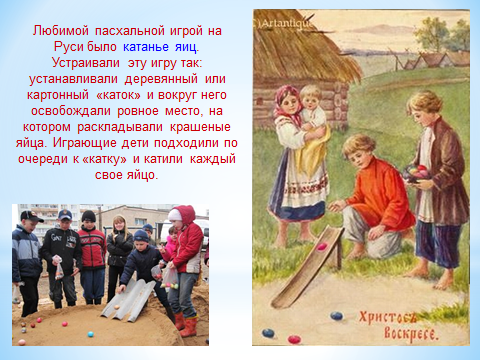 Любимой пасхальной игрой на
Руси было катанье яиц.
Устраивали эту игру так:
устанавливали деревянный или
картонный «каток» и вокруг него
освобождали ровное место, на
котором раскладывали крашеные
яйца. Играющие дети подходили по
очереди к «катку» и катили каждый
свое яйцо.
(Artantique
Христосъ
воскресе.